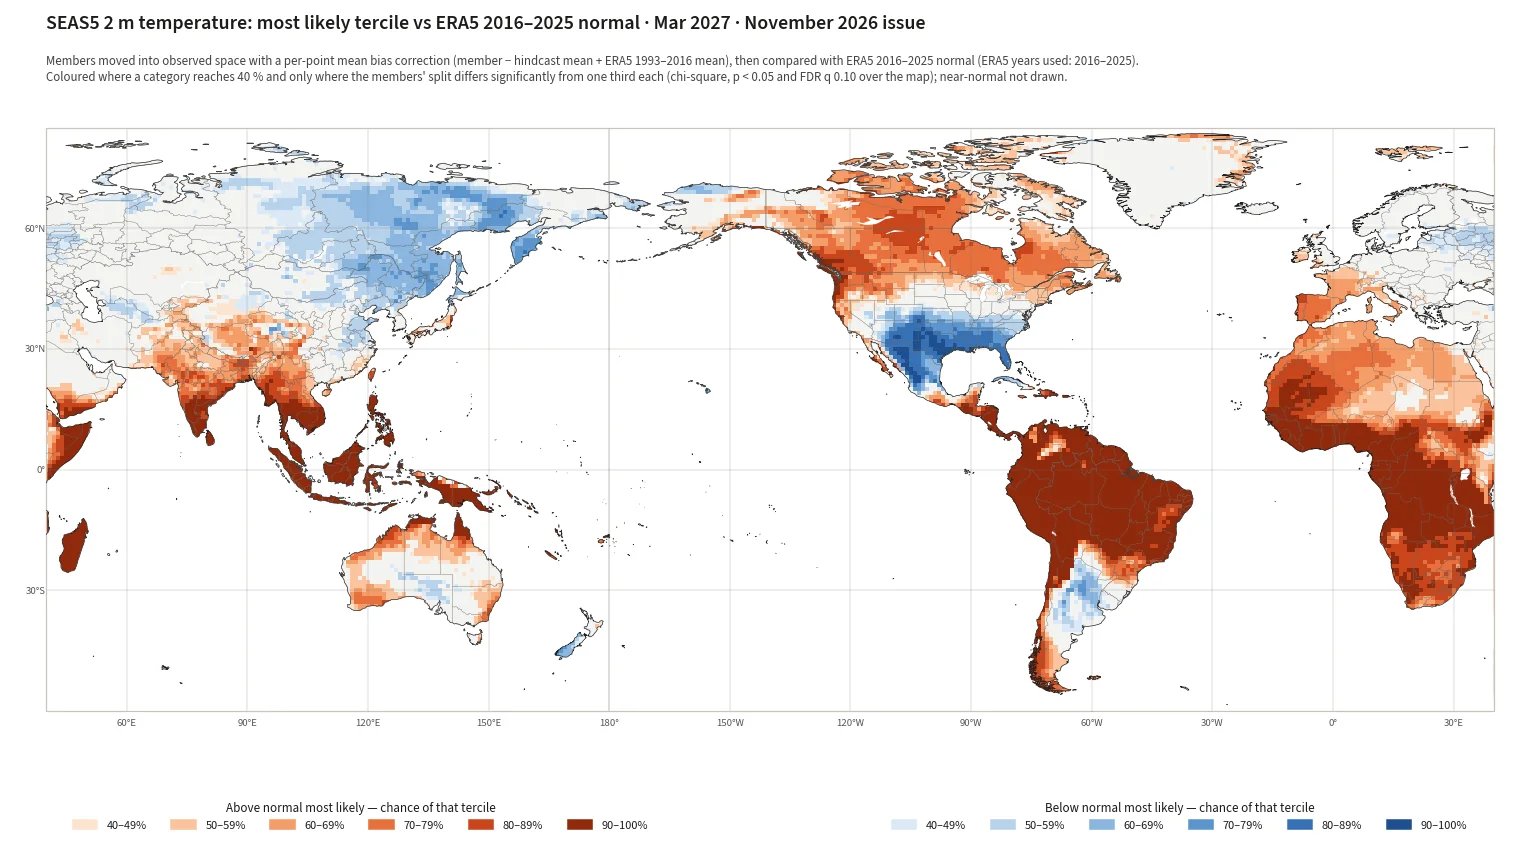 SEAS5 2 m temperature: most likely tercile vs ERA5 2016–2025 normal · Mar 2027 · November 2026 issue
Members moved into observed space with a per-point mean bias correction (member − hindcast mean + ERA5 1993–2016 mean), then compared with ERA5 2016–2025 normal (ERA5 years used: 2016–2025).
Coloured where a category reaches 40 % and only where the members' split differs significantly from one third each (chi-square, p < 0.05 and FDR q 0.10 over the map); near-normal not drawn.
60°N
30°N
0°
30°S
60°E 90°E 120°E 150°E 180° 150°W 120°W 90°W 60°W 30°W 0° 30°E
Above normal most likely — chance of that tercile
40–49% 50–59% 60–69% 70–79% 80–89% 90–100%
Below normal most likely — chance of that tercile
40–49% 50–59% 60–69% 70–79% 80–89% 90–100%